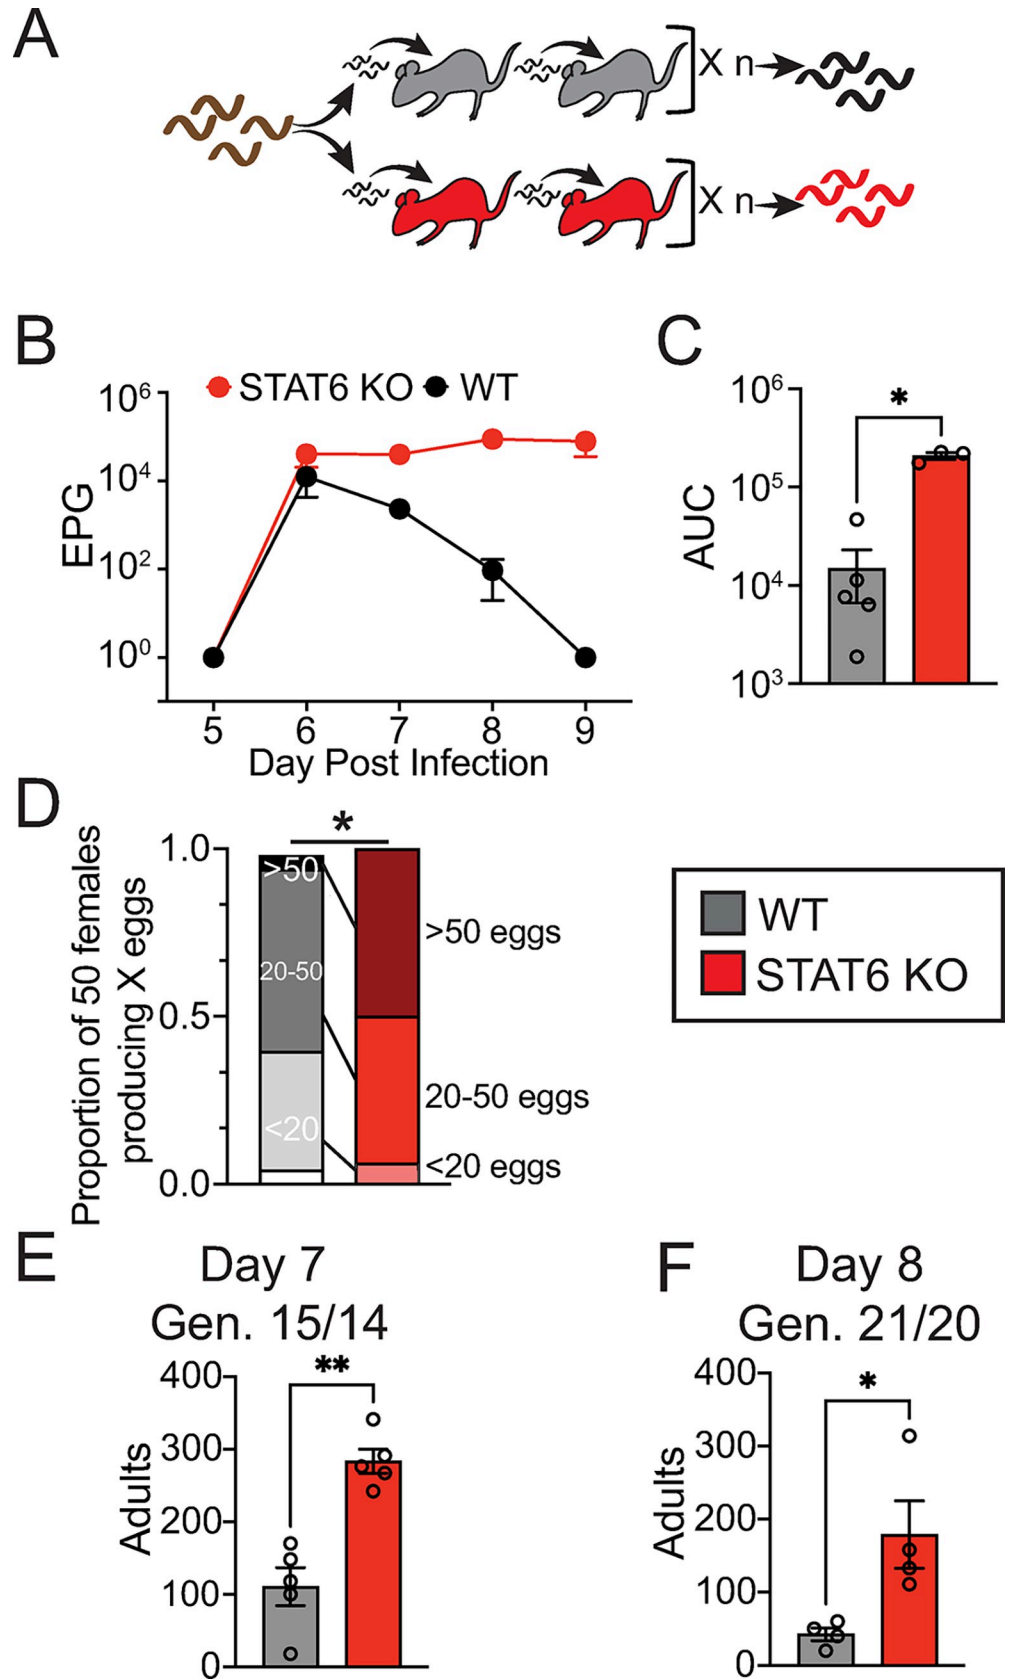 A
X n
X n
B
STAT6 KO
WT
10⁶
10⁴
10²
10⁰
EPG
5 6 7 8 9
Day Post Infection
C
*
10⁶
10⁵
10⁴
10³
AUC
D
*
Proportion of 50 females
producing X eggs
1.0
0.5
0.0
>50
20-50
<20
>50 eggs
20-50 eggs
<20 eggs
WT
STAT6 KO
E
Day 7
Gen. 15/14
**
400
300
200
100
0
Adults
F
Day 8
Gen. 21/20
*
400
300
200
100
0
Adults